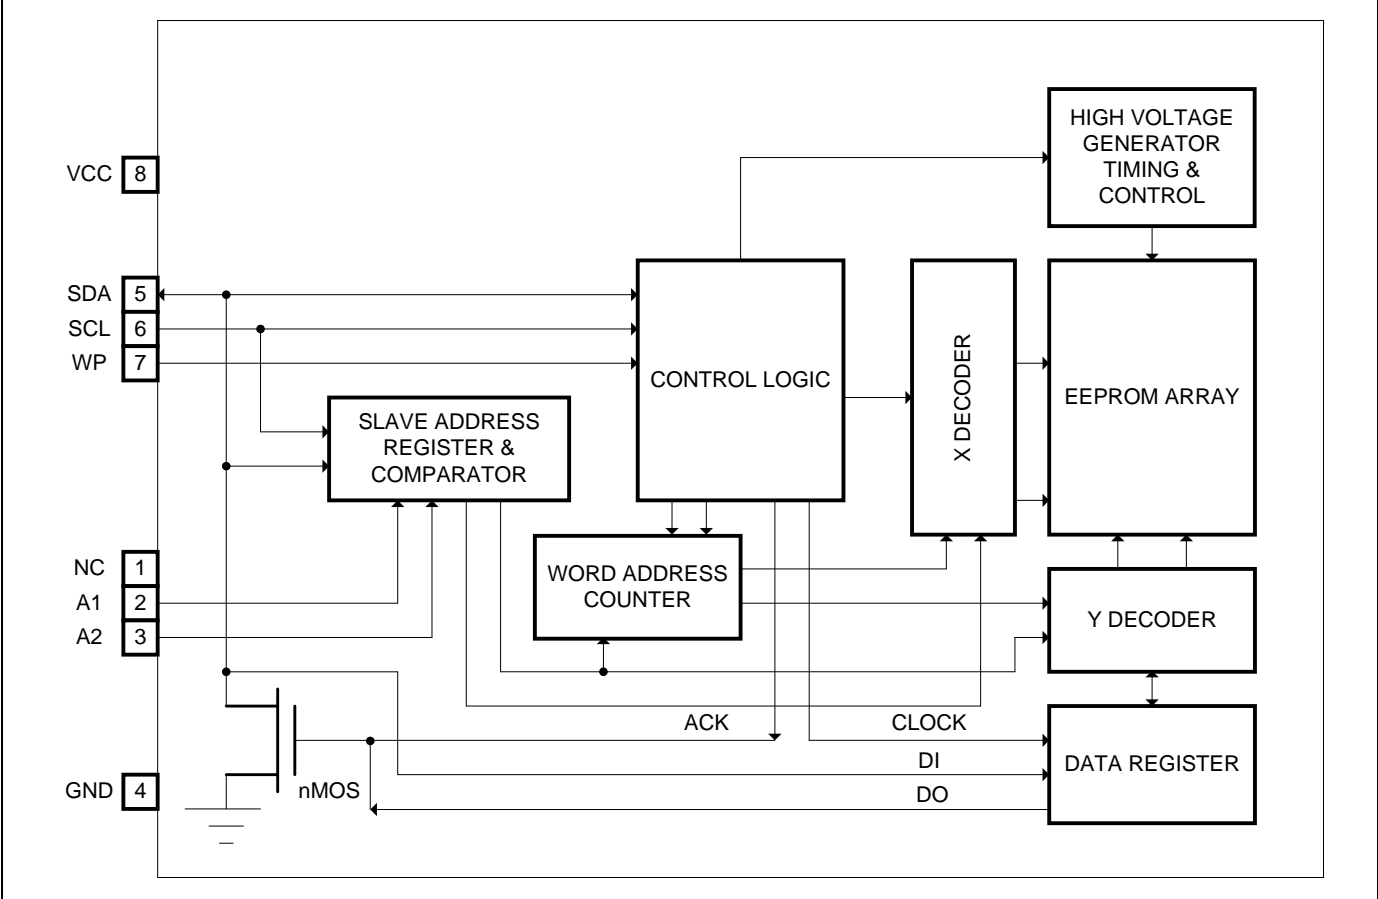 HIGH VOLTAGE
GENERATOR
TIMING &
CONTROL
VCC 8
SDA 5
SCL 6
WP 7
CONTROL LOGIC
X DECODER
EEPROM ARRAY
SLAVE ADDRESS
REGISTER &
COMPARATOR
NC 1
A1 2
A2 3
WORD ADDRESS
COUNTER
Y DECODER
ACK
CLOCK
DI
DATA REGISTER
GND 4
nMOS
DO